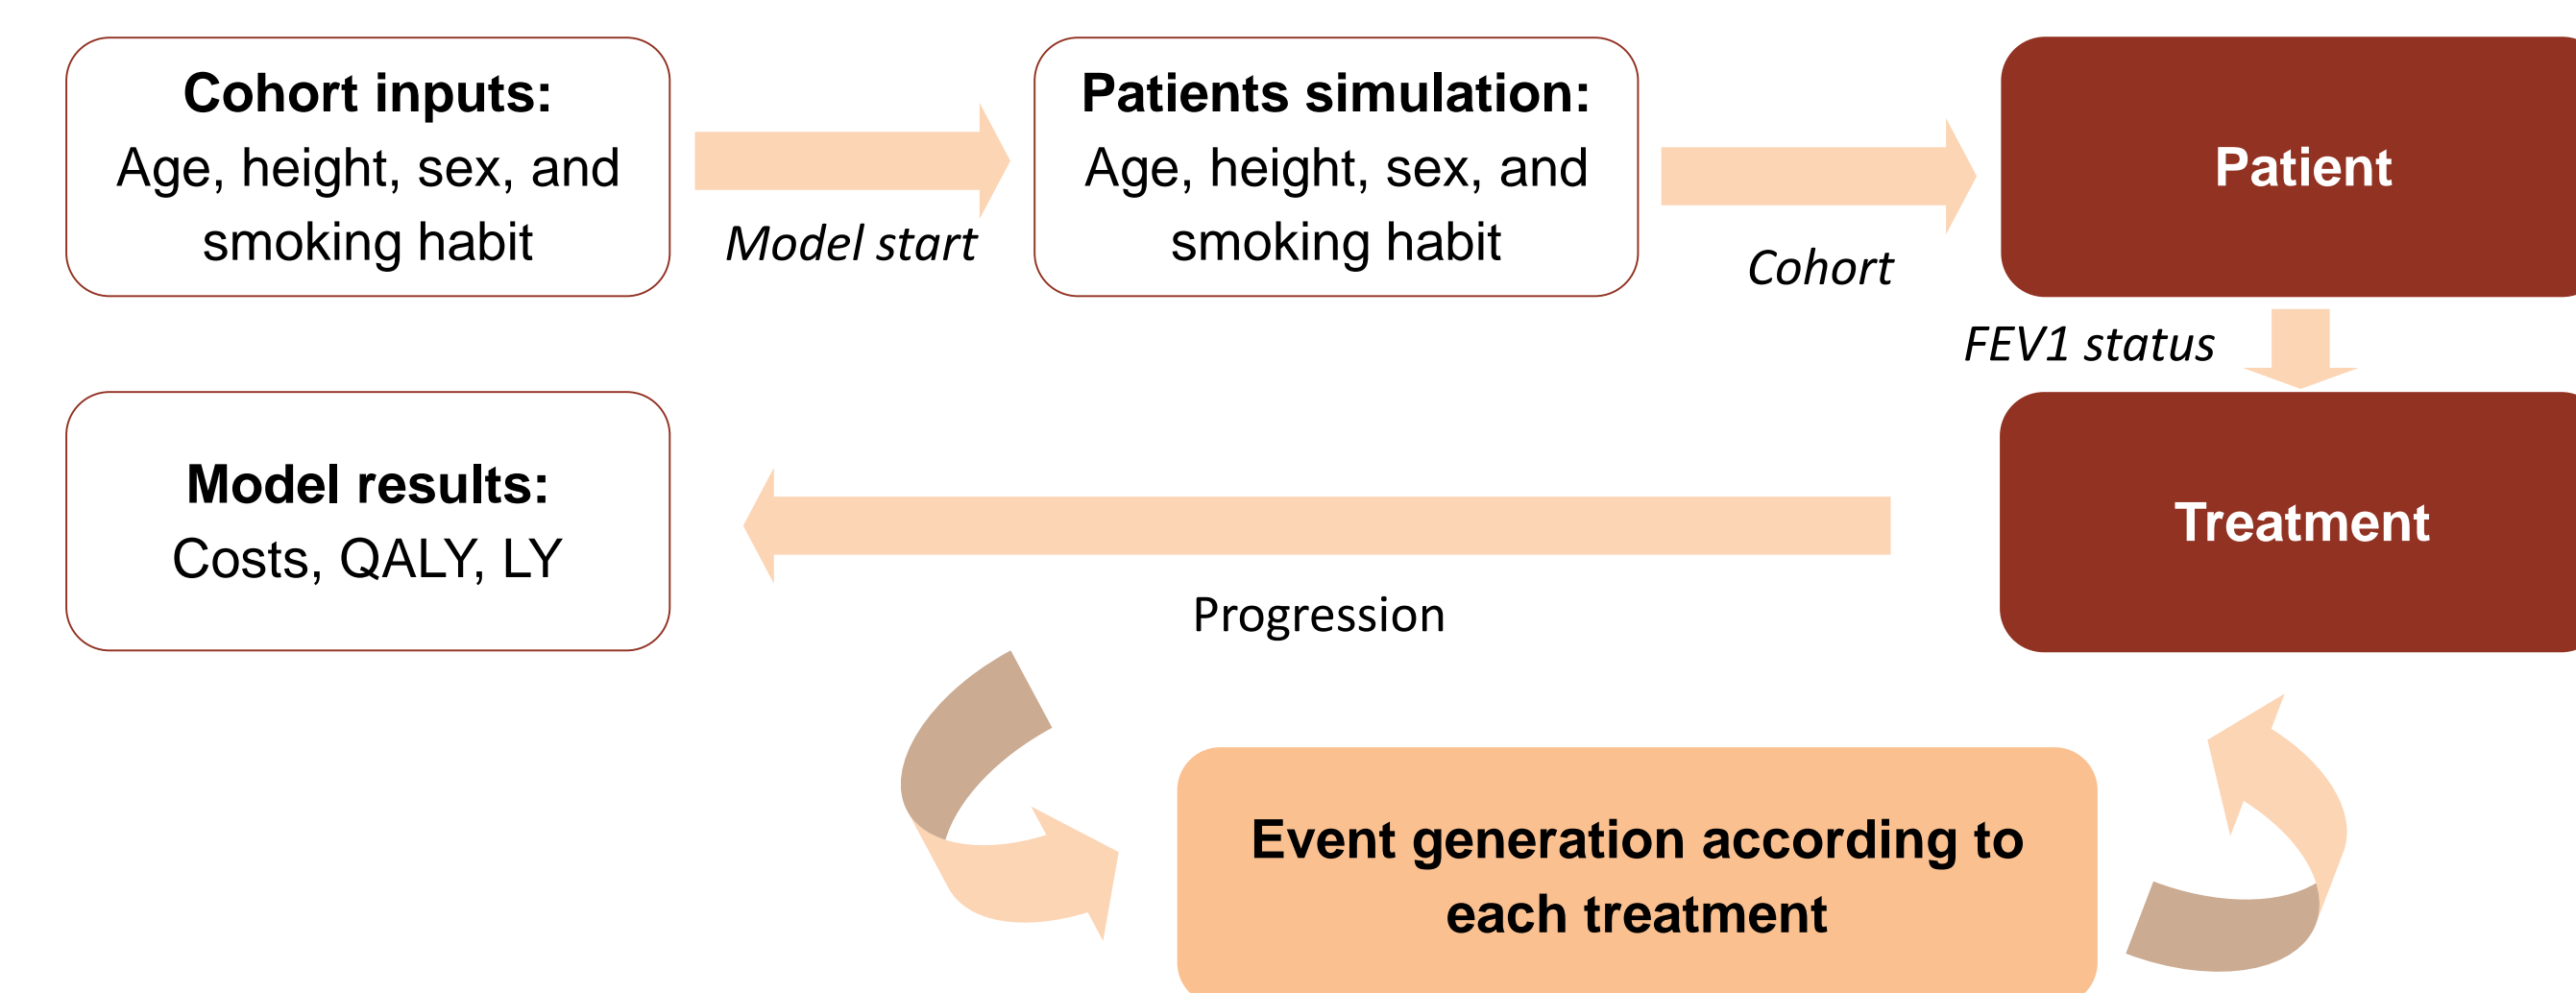 Cohort inputs:
Age, height, sex, and
smoking habit
Model start
Patients simulation:
Age, height, sex, and
smoking habit
Cohort
Patient
FEV1 status
Treatment
Model results:
Costs, QALY, LY
Progression
Event generation according to
each treatment